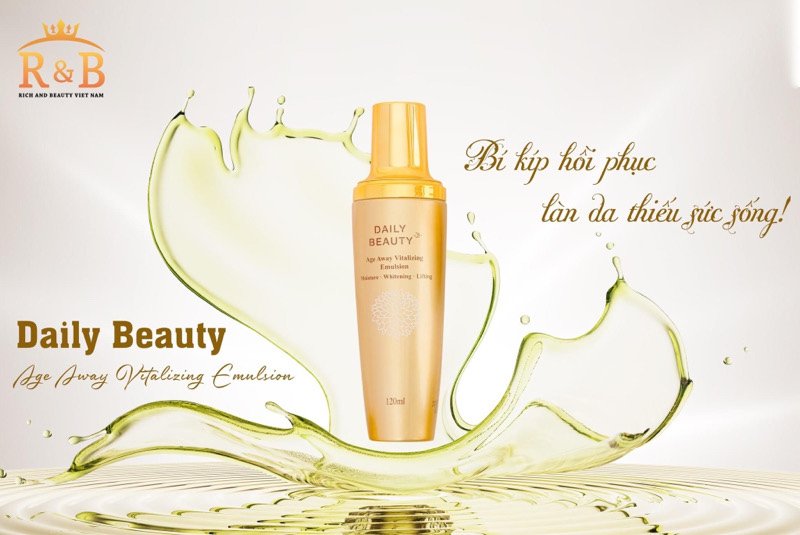 R & B
RICH AND BEAUTY VIET NAM
Bí kíp hồi phục
làn da thiếu sức sống!
DAILY
BEAUTY
Age Away Vitalizing
Emulsion
Skinner · Whitening · Lifting
120ml
Daily Beauty
Age Away Vitalizing Emulsion